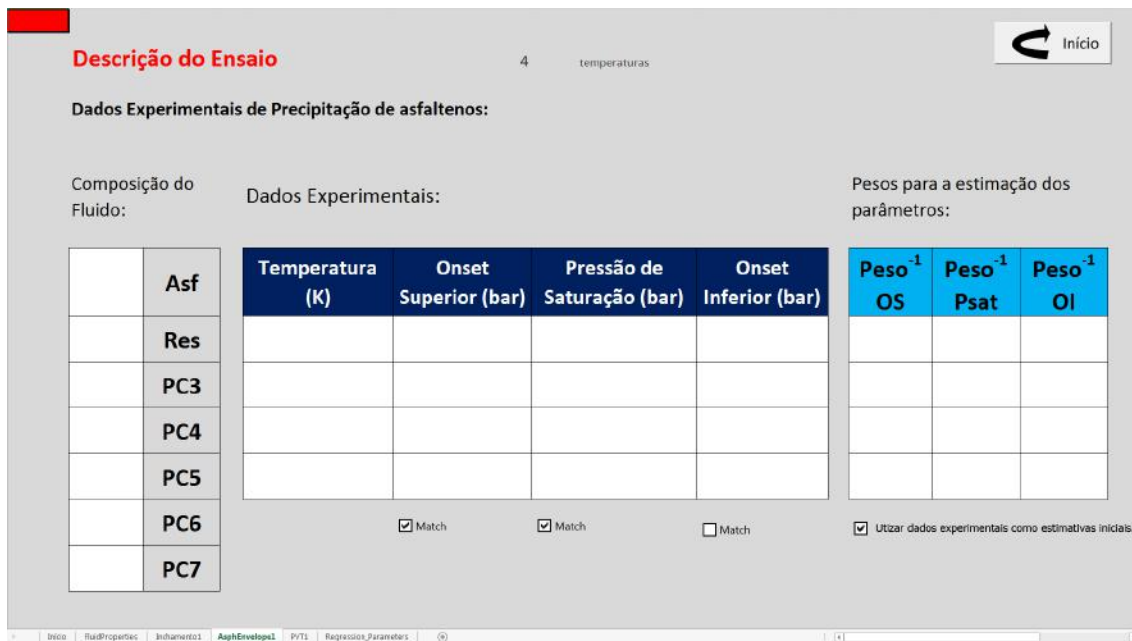 Início
Descrição do Ensaio
4 temperaturas
Dados Experimentais de Precipitação de asfaltenos:
Composição do Fluido:
Dados Experimentais:
Pesos para a estimação dos parâmetros:
Asf
Res
PC3
PC4
PC5
PC6
PC7
Temperatura (K)
Onset Superior (bar)
Pressão de Saturação (bar)
Onset Inferior (bar)
Peso⁻¹ OS
Peso⁻¹ Psat
Peso⁻¹ OI
Match
Match
Match
Utizar dados experimentais como estimativas iniciais
Início FluidProperties Inchamento1 AsphEnvelope1 PVT1 Regression_Parameters